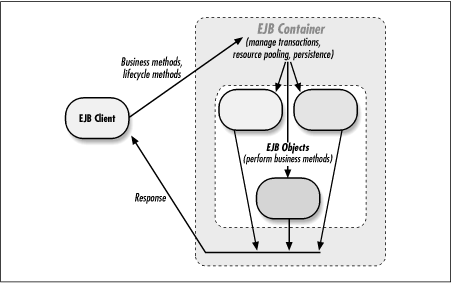 EJB Container
(manage transactions,
resource pooling, persistence)
Business methods,
lifecycle methods
EJB Client
EJB Objects
(perform business methods)
Response